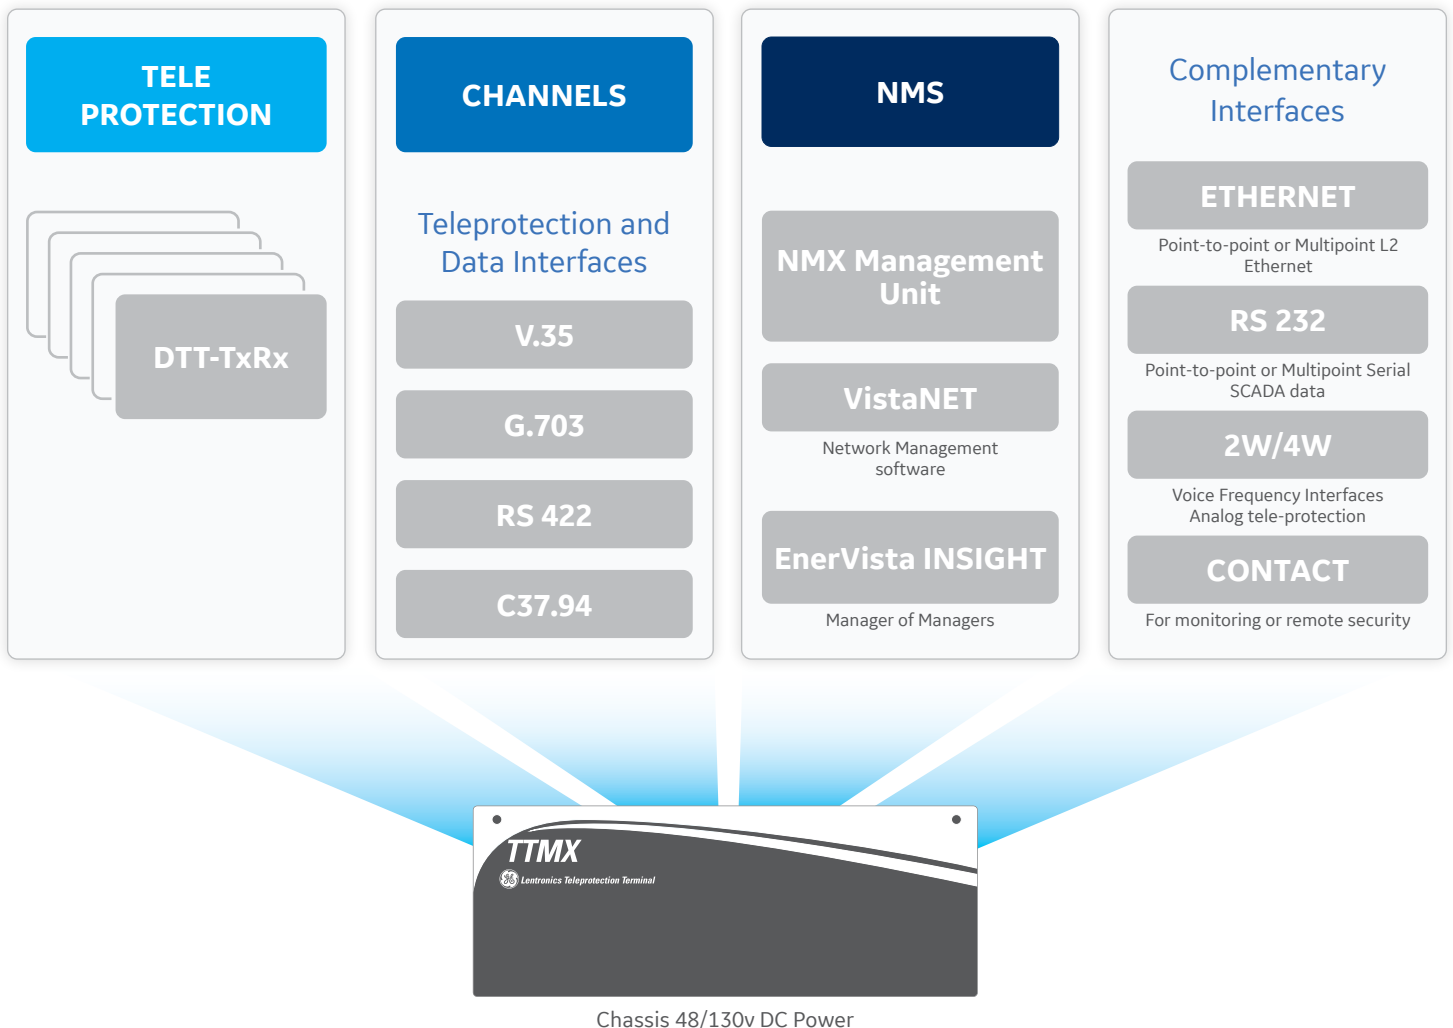 TELE
PROTECTION
DTT-TxRx
CHANNELS
Teleprotection and
Data Interfaces
V.35
G.703
RS 422
C37.94
NMS
NMX Management
Unit
VistaNET
Network Management
software
EnerVista INSIGHT
Manager of Managers
Complementary
Interfaces
ETHERNET
Point-to-point or Multipoint L2
Ethernet
RS 232
Point-to-point or Multipoint Serial
SCADA data
2W/4W
Voice Frequency Interfaces
Analog tele-protection
CONTACT
For monitoring or remote security
TTMX
GE Lentronics Teleprotection Terminal
Chassis 48/130v DC Power